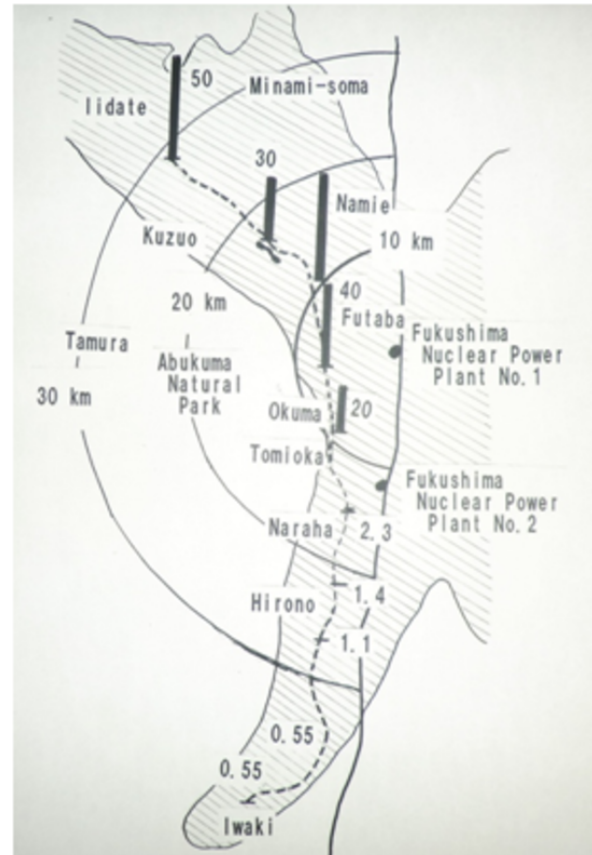 50
Minami-soma
Iidate
30
Namie
Kuzuo
10 km
20 km
40
Futaba
Fukushima
Nuclear Power
Plant No.1
Tamura
Abukuma
Natural
Park
30 km
Okuma
20
Tomioka
Fukushima
Nuclear Power
Plant No.2
Naraha
2.3
Hirono
1.4
1.1
0.55
0.55
Iwaki